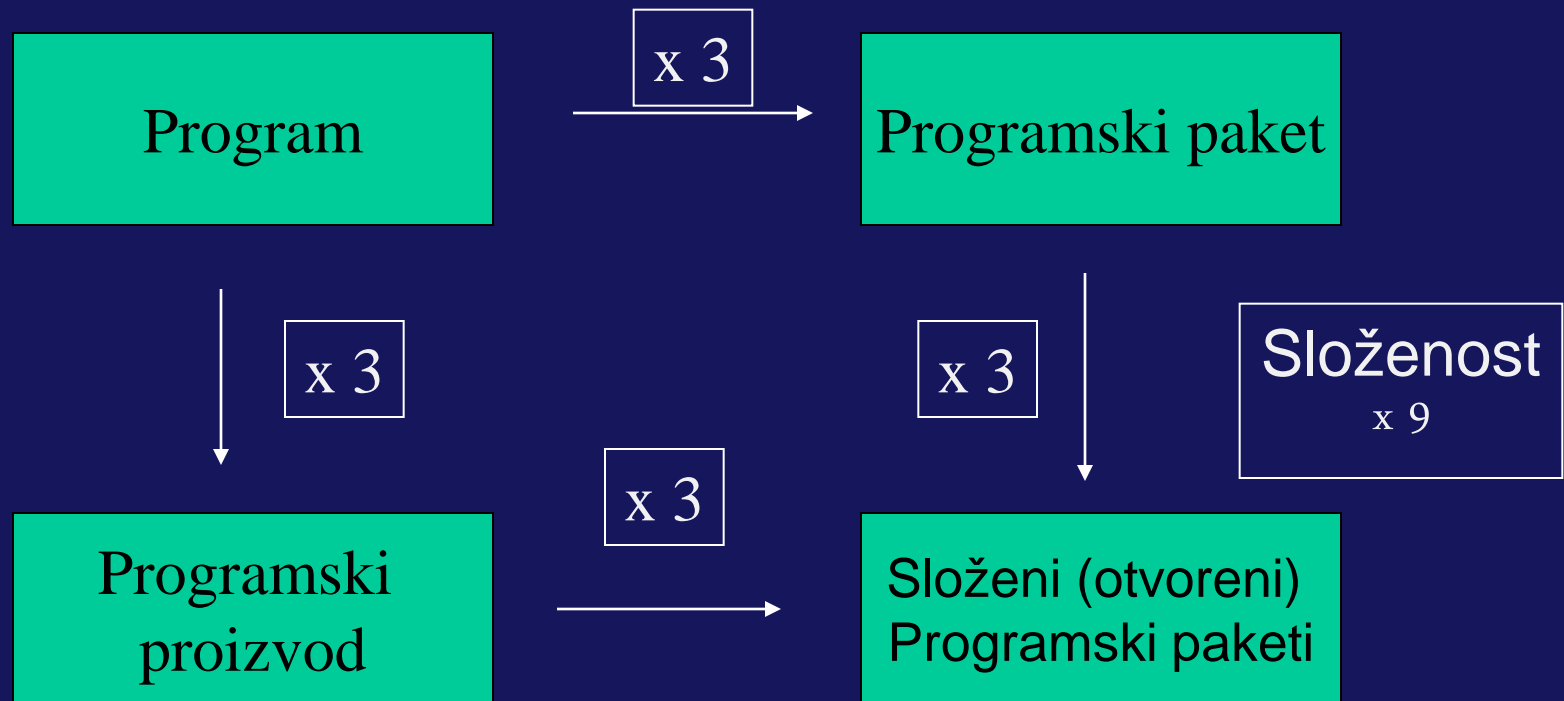 x 3
Program
Programski paket
x 3
x 3
Složenost
x 9
x 3
Programski
proizvod
Složeni (otvoreni)
Programski paketi